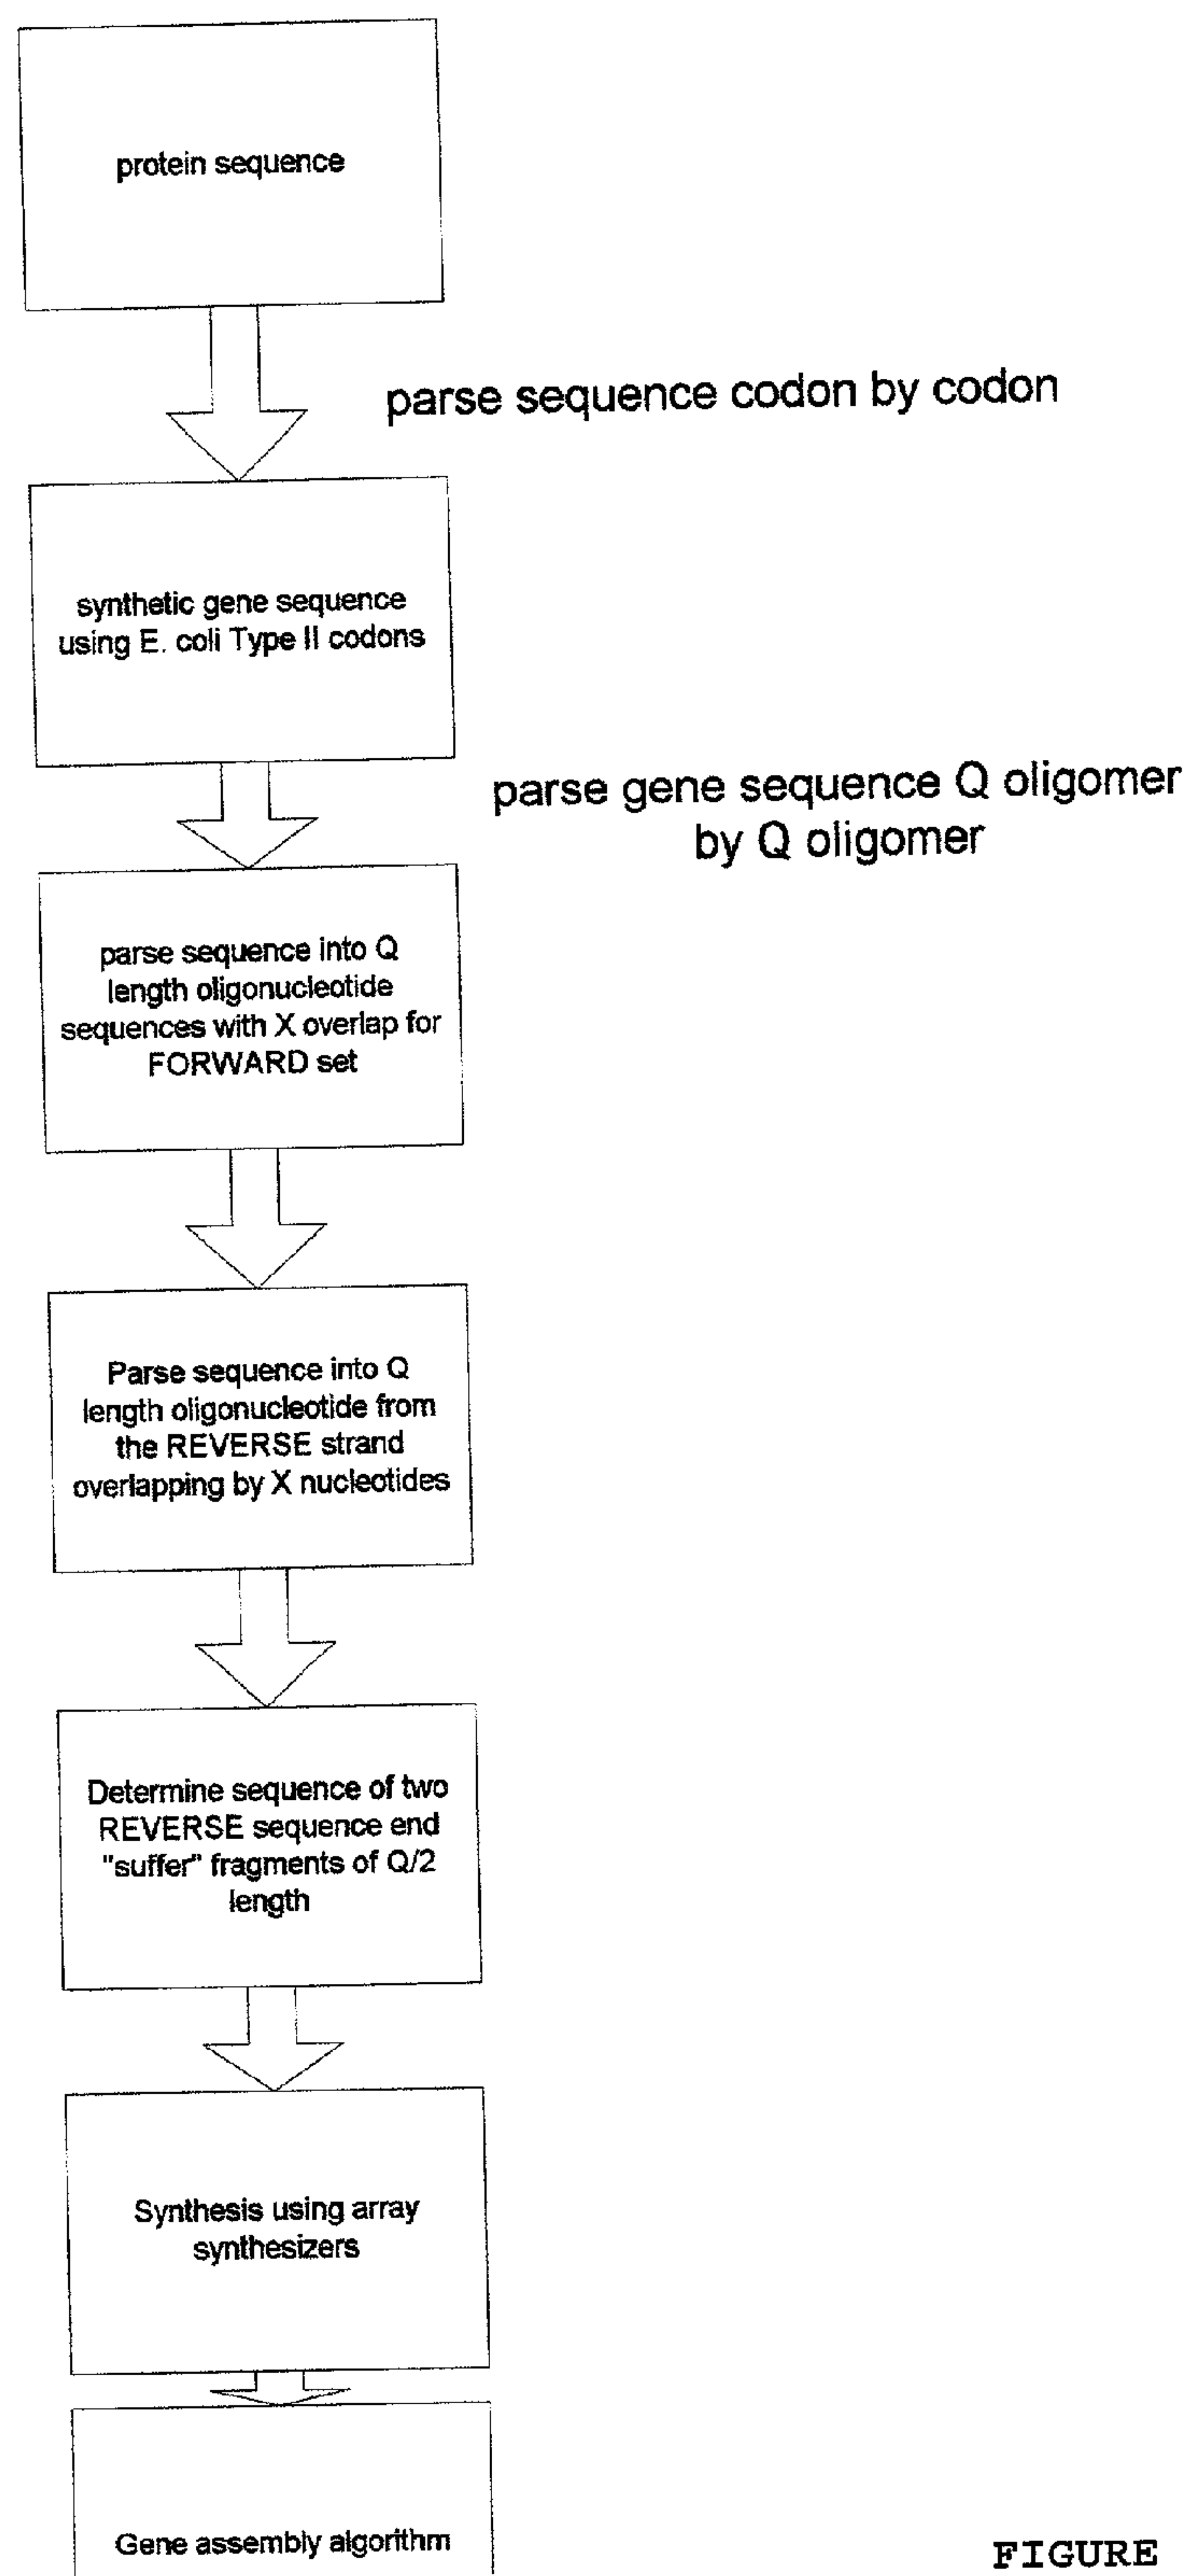 protein sequence
parse sequence codon by codon
synthetic gene sequence
using E. coli Type II codons
parse gene sequence Q oligomer
by Q oligomer
parse sequence into Q
length oligonucleotide
sequences with X overlap for
FORWARD set
Parse sequence into Q
length oligonucleotide from
the REVERSE strand
overlapping by X nucleotides
Determine sequence of two
REVERSE sequence end
"suffer" fragments of Q/2
length
Synthesis using array
synthesizers
Gene assembly algorithm
FIGURE